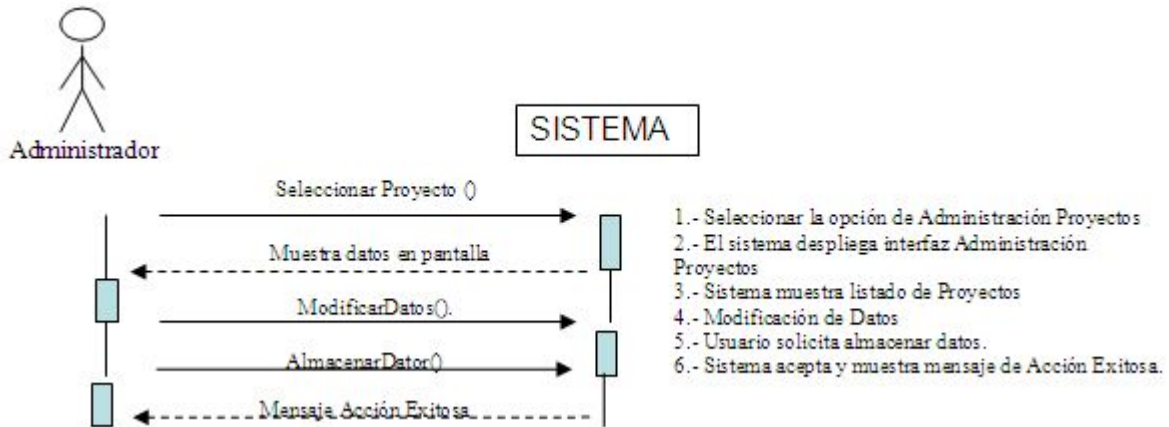 Administrador
SISTEMA
Seleccionar Proyecto ()
Muestra datos en pantalla
ModificarDatos().
AlmacenarDator()
Mensaje Acción Exitosa
1.- Seleccionar la opción de Administración Proyectos
2.- El sistema despliega interfaz Administración
Proyectos
3.- Sistema muestra listado de Proyectos
4.- Modificación de Datos
5.- Usuario solicita almacenar datos.
6.- Sistema acepta y muestra mensaje de Acción Exitosa.